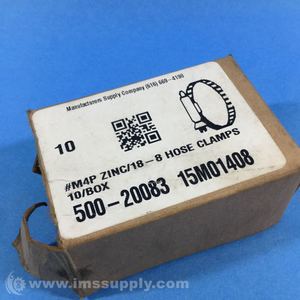 Manufacturers Supply Company (616) 669-4190
10
#M4P ZINC/18-8 HOSE CLAMPS
10/BOX
500-20083 15M01408
© www.imssupply.com